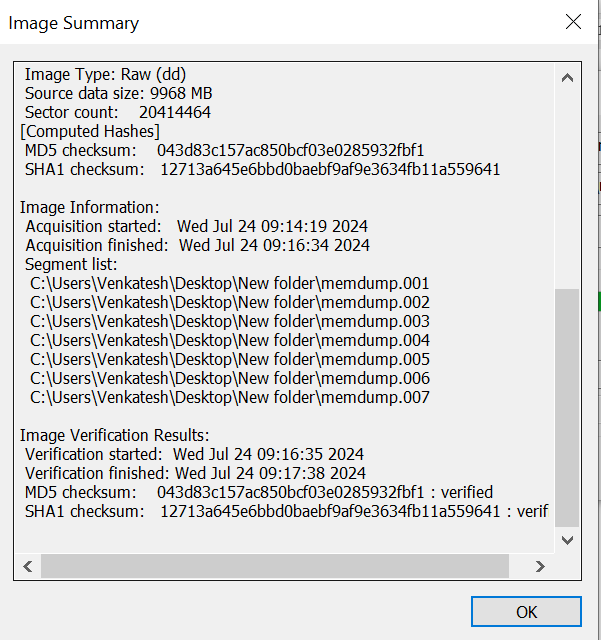 Image Summary
Image Type: Raw (dd)
Source data size: 9968 MB
Sector count: 20414464
[Computed Hashes]
MD5 checksum: 043d83c157ac850bcf03e0285932fbf1
SHA1 checksum: 12713a645e6bbd0baebf9af9e3634fb11a559641
Image Information:
Acquisition started: Wed Jul 24 09:14:19 2024
Acquisition finished: Wed Jul 24 09:16:34 2024
Segment list:
C:\Users\Venkatesh\Desktop\New folder\memdump.001
C:\Users\Venkatesh\Desktop\New folder\memdump.002
C:\Users\Venkatesh\Desktop\New folder\memdump.003
C:\Users\Venkatesh\Desktop\New folder\memdump.004
C:\Users\Venkatesh\Desktop\New folder\memdump.005
C:\Users\Venkatesh\Desktop\New folder\memdump.006
C:\Users\Venkatesh\Desktop\New folder\memdump.007
Image Verification Results:
Verification started: Wed Jul 24 09:16:35 2024
Verification finished: Wed Jul 24 09:17:38 2024
MD5 checksum: 043d83c157ac850bcf03e0285932fbf1 : verified
SHA1 checksum: 12713a645e6bbd0baebf9af9e3634fb11a559641 : verif
OK